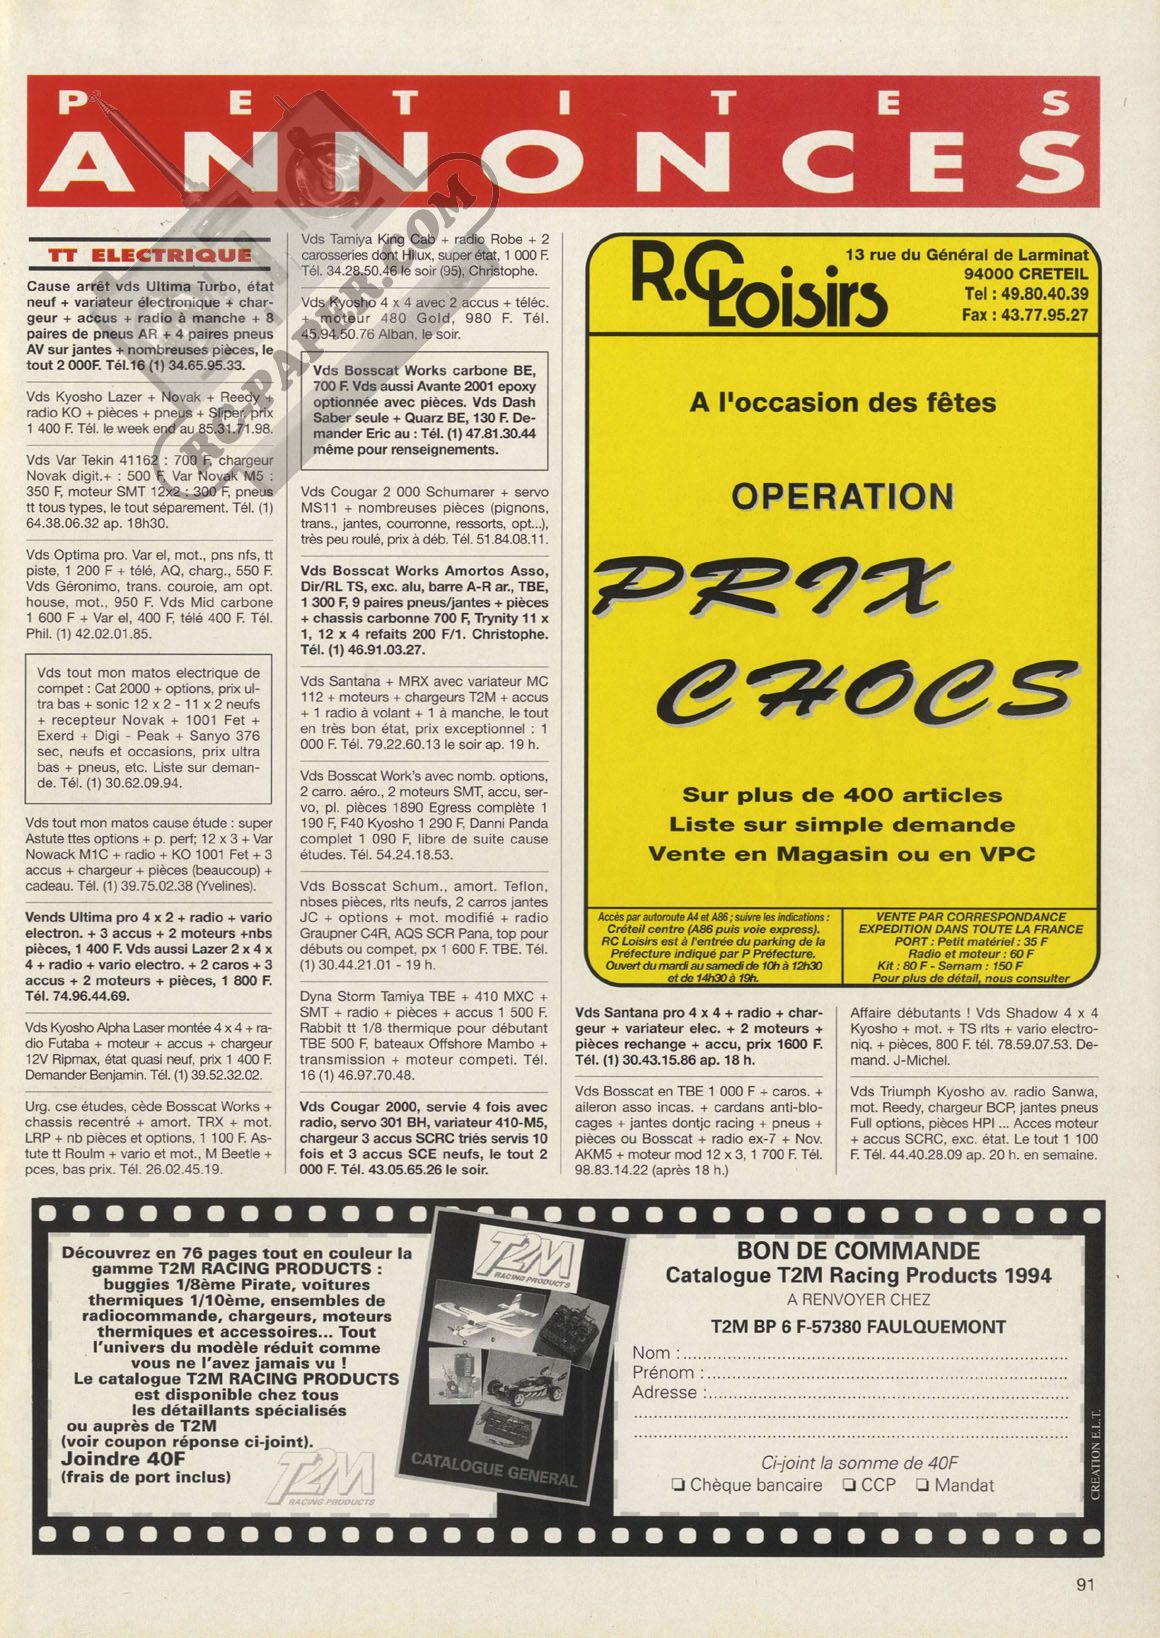 PETITES
ANNONCES
TT ELECTRIQUE
Cause arrêt vds Ultima Turbo, état
neuf + variateur électronique + char-
geur + accus + radio à manche + 8
paires de pneus AR + 4 paires pneus
AV sur jantes + nombreuses pièces, le
tout 2 000F. Tél.16 (1) 34.65.95.33.
Vds Kyosho Lazer + Novak + Reedy +
radio KO + pièces + pneus + Sliper, prix
1 400 F. Tél. le week end au 85.31.71.98.
Vds Var Tekin 41162 : 700 F, chargeur
Novak digit.+ : 500 F, Var Novak M5 :
350 F, moteur SMT 12x2 : 300 F, pneus
tt tous types, le tout séparement. Tél. (1)
64.38.06.32 ap. 18h30.
Vds Optima pro. Var el, mot., pns nfs, tt
piste, 1 200 F + télé, AQ, charg., 550 F.
Vds Géronimo, trans. couroie, am opt.
house, mot., 950 F. Vds Mid carbone
1 600 F + Var el, 400 F, télé 400 F. Tél.
Phil. (1) 42.02.01.85.
Vds tout mon matos electrique de
compet : Cat 2000 + options, prix ul-
tra bas + sonic 12 x 2 - 11 x 2 neufs
+ recepteur Novak + 1001 Fet +
Exerd + Digi - Peak + Sanyo 376
sec, neufs et occasions, prix ultra
bas + pneus, etc. Liste sur deman-
de. Tél. (1) 30.62.09.94.
Vds tout mon matos cause étude : super
Astute ttes options + p. perf; 12 x 3 + Var
Nowack M1C + radio + KO 1001 Fet + 3
accus + chargeur + pièces (beaucoup) +
cadeau. Tél. (1) 39.75.02.38 (Yvelines).
Vends Ultima pro 4 x 2 + radio + vario
electron. + 3 accus + 2 moteurs +nbs
pièces, 1 400 F. Vds aussi Lazer 2 x 4 x
4 + radio + vario electro. + 2 caros + 3
accus + 2 moteurs + pièces, 1 800 F.
Tél. 74.96.44.69.
Vds Kyosho Alpha Laser montée 4 x 4 + ra-
dio Futaba + moteur + accus + chargeur
12V Ripmax, état quasi neuf, prix 1 400 F.
Demander Benjamin. Tél. (1) 39.52.32.02.
Urg. cse études, cède Bosscat Works +
chassis recentré + amort. TRX + mot.
LRP + nb pièces et options, 1 100 F. As-
tute tt Roulm + vario et mot., M Beetle +
pces, bas prix. Tél. 26.02.45.19.
Vds Tamiya King Cab + radio Robe + 2
carosseries dont Hilux, super état, 1 000 F.
Tél. 34.28.50.46 le soir (95), Christophe.
Vds Kyosho 4 x 4 avec 2 accus + téléc.
+ moteur 480 Gold, 980 F. Tél.
45.94.50.76 Alban, le soir.
Vds Bosscat Works carbone BE,
700 F. Vds aussi Avante 2001 epoxy
optionnée avec pièces. Vds Dash
Saber seule + Quarz BE, 130 F. De-
mander Eric au : Tél. (1) 47.81.30.44
même pour renseignements.
Vds Cougar 2 000 Schumarer + servo
MS11 + nombreuses pièces (pignons,
trans., jantes, courronne, ressorts, opt...),
très peu roulé, prix à déb. Tél. 51.84.08.11.
Vds Bosscat Works Amortos Asso,
Dir/RL TS, exc. alu, barre A-R ar., TBE,
1 300 F, 9 paires pneus/jantes + pièces
+ chassis carbonne 700 F, Trynity 11 x
1, 12 x 4 refaits 200 F/1. Christophe.
Tél. (1) 46.91.03.27.
Vds Santana + MRX avec variateur MC
112 + moteurs + chargeurs T2M + accus
+ 1 radio à volant + 1 à manche, le tout
en très bon état, prix exceptionnel : 1
000 F. Tél. 79.22.60.13 le soir ap. 19 h.
Vds Bosscat Work's avec nomb. options,
2 carro. aéro., 2 moteurs SMT, accu, ser-
vo, pl. pièces 1890 Egress complète 1
190 F, F40 Kyosho 1 290 F, Danni Panda
complet 1 090 F, libre de suite cause
études. Tél. 54.24.18.53.
Vds Bosscat Schum., amort. Teflon,
nbses pièces, rlts neufs, 2 carros jantes
JC + options + mot. modifié + radio
Graupner C4R, AQS SCR Pana, top pour
débuts ou compet, px 1 600 F. TBE. Tél.
(1) 30.44.21.01 - 19 h.
Dyna Storm Tamiya TBE + 410 MXC +
SMT + radio + pièces + accus 1 500 F.
Rabbit tt 1/8 thermique pour débutant
TBE 500 F, bateaux Offshore Mambo +
transmission + moteur competi. Tél.
16 (1) 46.97.70.48.
Vds Cougar 2000, servie 4 fois avec
radio, servo 301 BH, variateur 410-M5,
chargeur 3 accus SCRC triés servis 10
fois et 3 accus SCE neufs, le tout 2
000 F. Tél. 43.05.65.26 le soir.
R.C Loisirs
13 rue du Général de Larminat
94000 CRETEIL
Tel : 49.80.40.39
Fax : 43.77.95.27
A l'occasion des fêtes
OPERATION
PRIX
CHOCS
Sur plus de 400 articles
Liste sur simple demande
Vente en Magasin ou en VPC
Accès par autoroute A4 et A86 ; suivre les indications :
Créteil centre (A86 puis voie express).
RC Loisirs est à l'entrée du parking de la
Préfecture indiqué par P Préfecture.
Ouvert du mardi au samedi de 10h à 12h30
et de 14h30 à 19h.
VENTE PAR CORRESPONDANCE
EXPEDITION DANS TOUTE LA FRANCE
PORT : Petit matériel : 35 F
Radio et moteur : 60 F
Kit : 80 F - Sernam : 150 F
Pour plus de détail, nous consulter
Vds Santana pro 4 x 4 + radio + char-
geur + variateur elec. + 2 moteurs +
pièces rechange + accu, prix 1600 F.
Tél. (1) 30.43.15.86 ap. 18 h.
Vds Bosscat en TBE 1 000 F + caros. +
aileron asso incas. + cardans anti-blo-
cages + jantes dontjc racing + pneus +
pièces ou Bosscat + radio ex-7 + Nov.
AKM5 + moteur mod 12 x 3, 1 700 F. Tél.
98.83.14.22 (après 18 h.)
Affaire débutants ! Vds Shadow 4 x 4
Kyosho + mot. + TS rlts + vario electro-
niq. + pièces, 800 F. tél. 78.59.07.53. De-
mand. J-Michel.
Vds Triumph Kyosho av. radio Sanwa,
mot. Reedy, chargeur BCP, jantes pneus
Full options, pièces HPI ... Acces moteur
+ accus SCRC, exc. état. Le tout 1 100
F. Tél. 44.40.28.09 ap. 20 h. en semaine.
Découvrez en 76 pages tout en couleur la
gamme T2M RACING PRODUCTS :
buggies 1/8ème Pirate, voitures
thermiques 1/10ème, ensembles de
radiocommande, chargeurs, moteurs
thermiques et accessoires... Tout
l'univers du modèle réduit comme
vous ne l'avez jamais vu !
Le catalogue T2M RACING PRODUCTS
est disponible chez tous
les détaillants spécialisés
ou auprès de T2M
(voir coupon réponse ci-joint).
Joindre 40F
(frais de port inclus)
T2M
RACING PRODUCTS
T2M
RACING PRODUCTS
CATALOGUE GENERAL
BON DE COMMANDE
Catalogue T2M Racing Products 1994
A RENVOYER CHEZ
T2M BP 6 F-57380 FAULQUEMONT
Nom :
Prénom :
Adresse :
Ci-joint la somme de 40F
❏ Chèque bancaire ❏ CCP ❏ Mandat
CREATION E.L.T.
91
RC-PAPER.COM